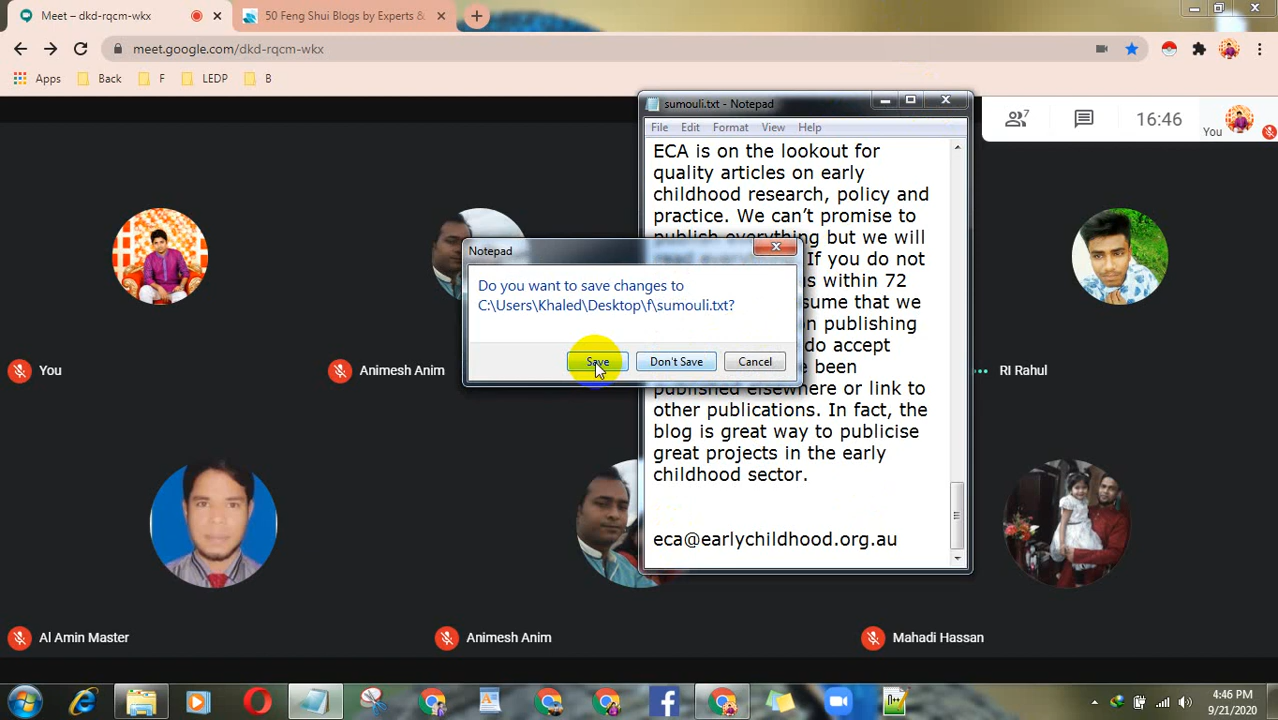 Meet – dkd-rqcm-wkx
50 Feng Shui Blogs by Experts &
meet.google.com/dkd-rqcm-wkx
Apps
Back
F
LEDP
B
sumouli.txt - Notepad
File Edit Format View Help
7
16:46
You
ECA is on the lookout for
quality articles on early
childhood research, policy and
practice. We can’t promise to
publish everything but we will
If you do not
us within 72
sume that we
n publishing
do accept
been
published elsewhere or link to
other publications. In fact, the
blog is great way to publicise
great projects in the early
childhood sector.
eca@earlychildhood.org.au
Notepad
Do you want to save changes to
C:\Users\Khaled\Desktop\f\sumouli.txt?
Save
Don't Save
Cancel
You
Animesh Anim
RI Rahul
Al Amin Master
Animesh Anim
Mahadi Hassan
4:46 PM
9/21/2020